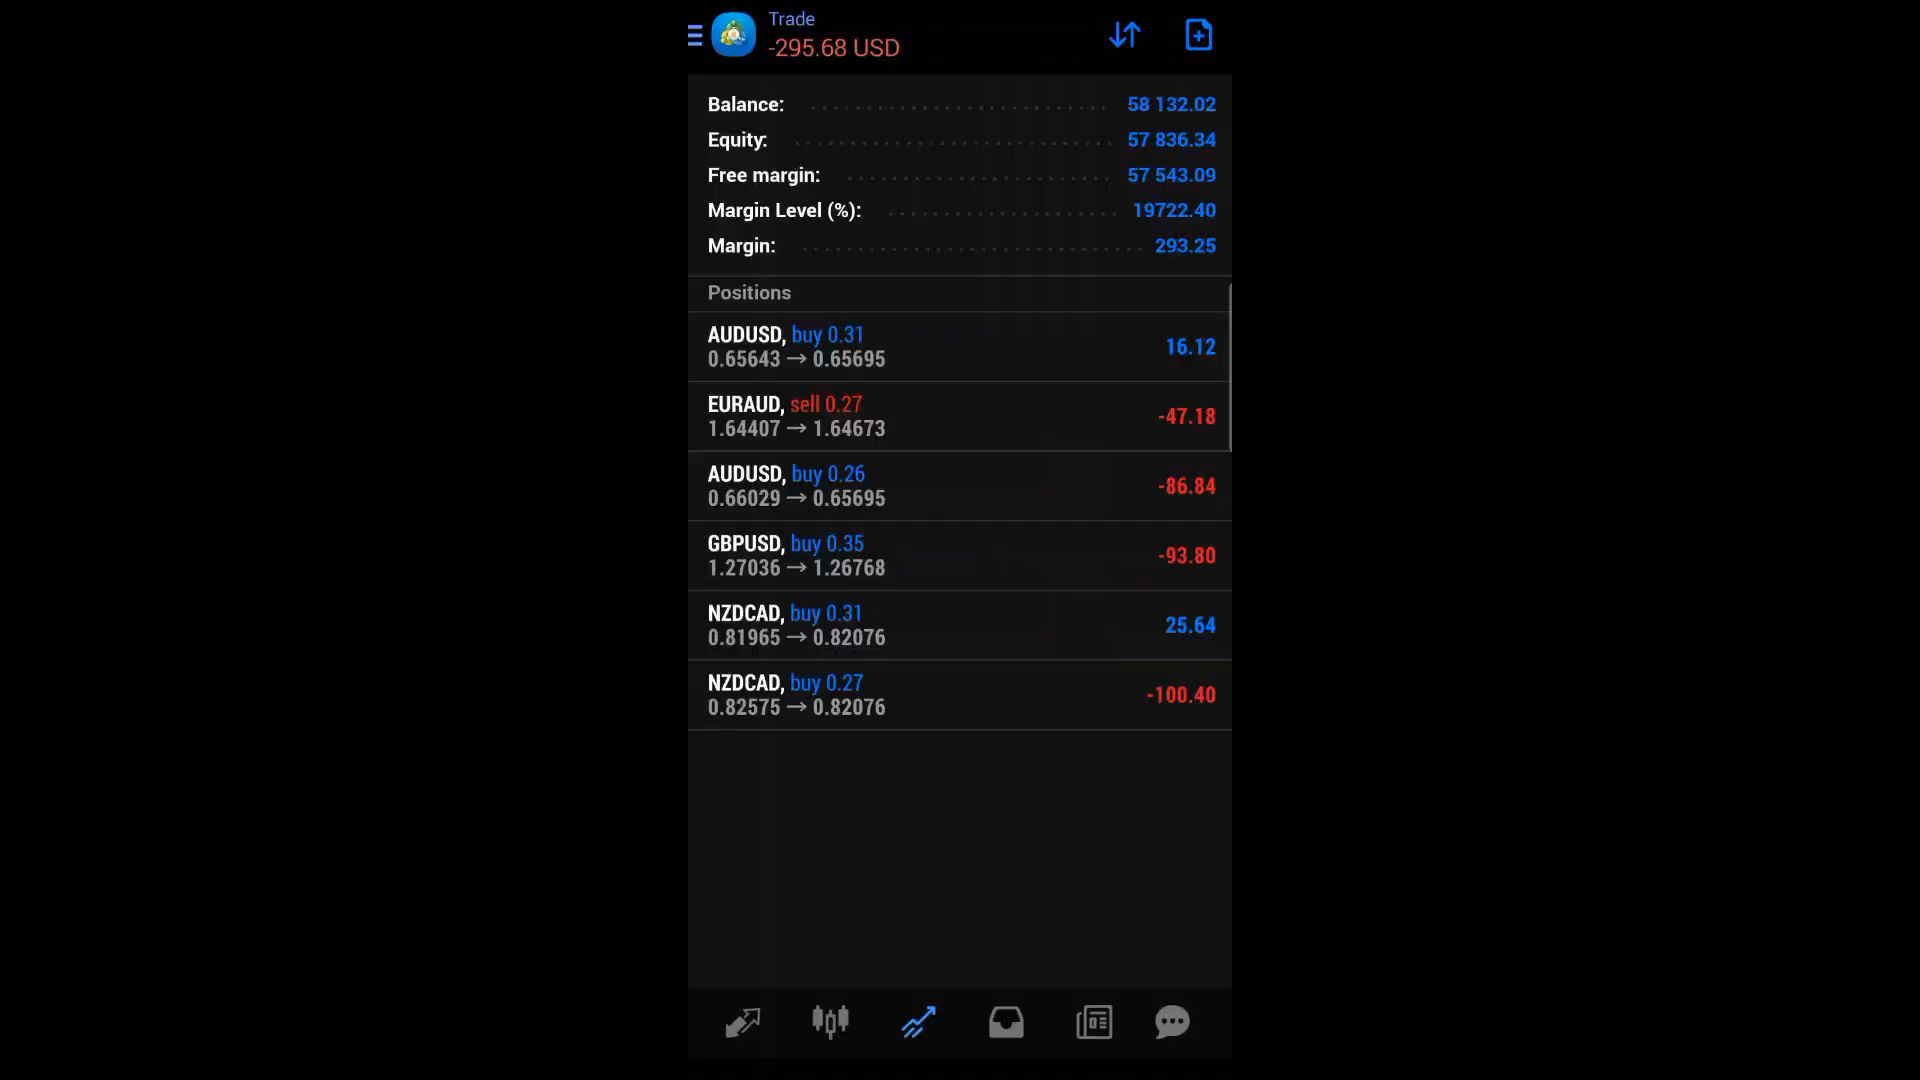 Trade
-295.68 USD
Balance: 58 132.02
Equity: 57 836.34
Free margin: 57 543.09
Margin Level (%): 19722.40
Margin: 293.25
Positions
AUDUSD, buy 0.31
0.65643 → 0.65695
16.12
EURAUD, sell 0.27
1.64407 → 1.64673
-47.18
AUDUSD, buy 0.26
0.66029 → 0.65695
-86.84
GBPUSD, buy 0.35
1.27036 → 1.26768
-93.80
NZDCAD, buy 0.31
0.81965 → 0.82076
25.64
NZDCAD, buy 0.27
0.82575 → 0.82076
-100.40